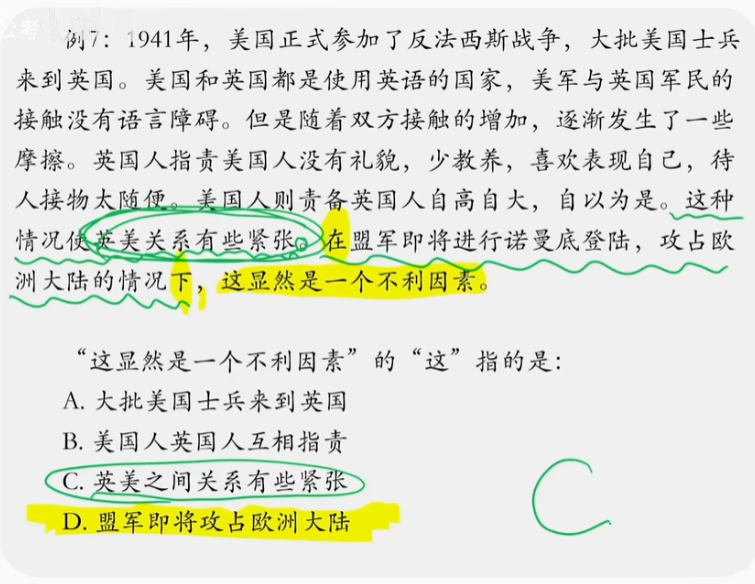 公考
例7：1941年，美国正式参加了反法西斯战争，大批美国士兵
来到英国。美国和英国都是使用英语的国家，美军与英国军民的
接触没有语言障碍。但是随着双方接触的增加，逐渐发生了一些
摩擦。英国人指责美国人没有礼貌，少教养，喜欢表现自己，待
人接物太随便。美国人则责备英国人自高自大，自以为是。这种
情况使英美关系有些紧张。在盟军即将进行诺曼底登陆，攻占欧
洲大陆的情况下，这显然是一个不利因素。
“这显然是一个不利因素”的“这”指的是：
A. 大批美国士兵来到英国
B. 美国人英国人互相指责
C. 英美之间关系有些紧张
D. 盟军即将攻占欧洲大陆
C